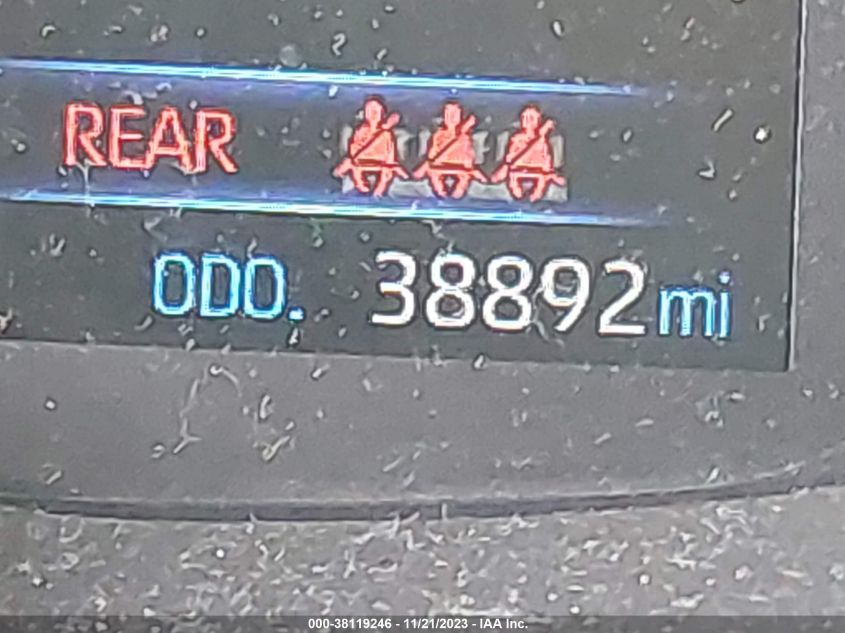 REAR
ODO. 38892mi
000-38119246 - 11/21/2023 - IAA Inc.